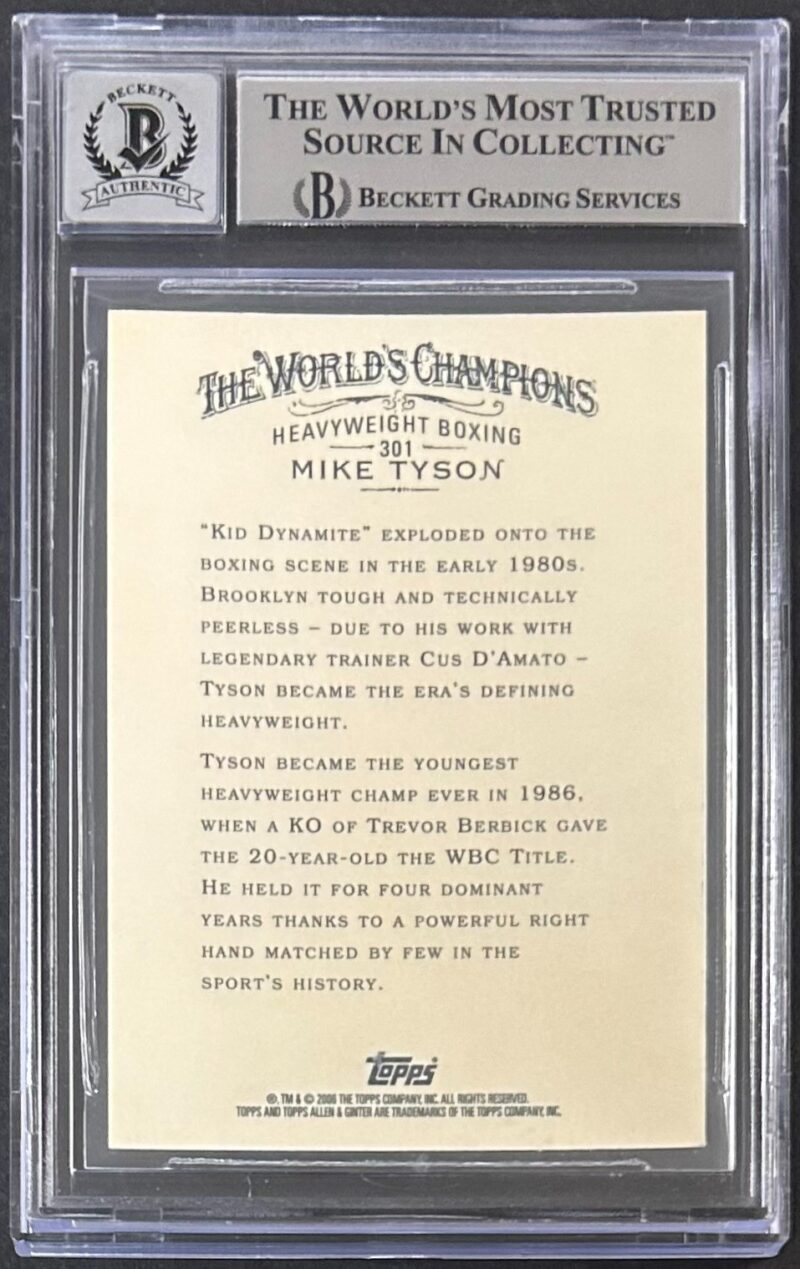 BECKETT
B
AUTHENTIC
THE WORLD'S MOST TRUSTED
SOURCE IN COLLECTING™
B BECKETT GRADING SERVICES
THE WORLD'S CHAMPIONS
HEAVYWEIGHT BOXING
301
MIKE TYSON
"KID DYNAMITE" EXPLODED ONTO THE
BOXING SCENE IN THE EARLY 1980S.
BROOKLYN TOUGH AND TECHNICALLY
PEERLESS – DUE TO HIS WORK WITH
LEGENDARY TRAINER CUS D'AMATO –
TYSON BECAME THE ERA'S DEFINING
HEAVYWEIGHT.
TYSON BECAME THE YOUNGEST
HEAVYWEIGHT CHAMP EVER IN 1986,
WHEN A KO OF TREVOR BERBICK GAVE
THE 20-YEAR-OLD THE WBC TITLE.
HE HELD IT FOR FOUR DOMINANT
YEARS THANKS TO A POWERFUL RIGHT
HAND MATCHED BY FEW IN THE
SPORT'S HISTORY.
Topps
®, TM & © 2006 THE TOPPS COMPANY, INC. ALL RIGHTS RESERVED.
TOPPS AND TOPPS ALLEN & GINTER ARE TRADEMARKS OF THE TOPPS COMPANY, INC.